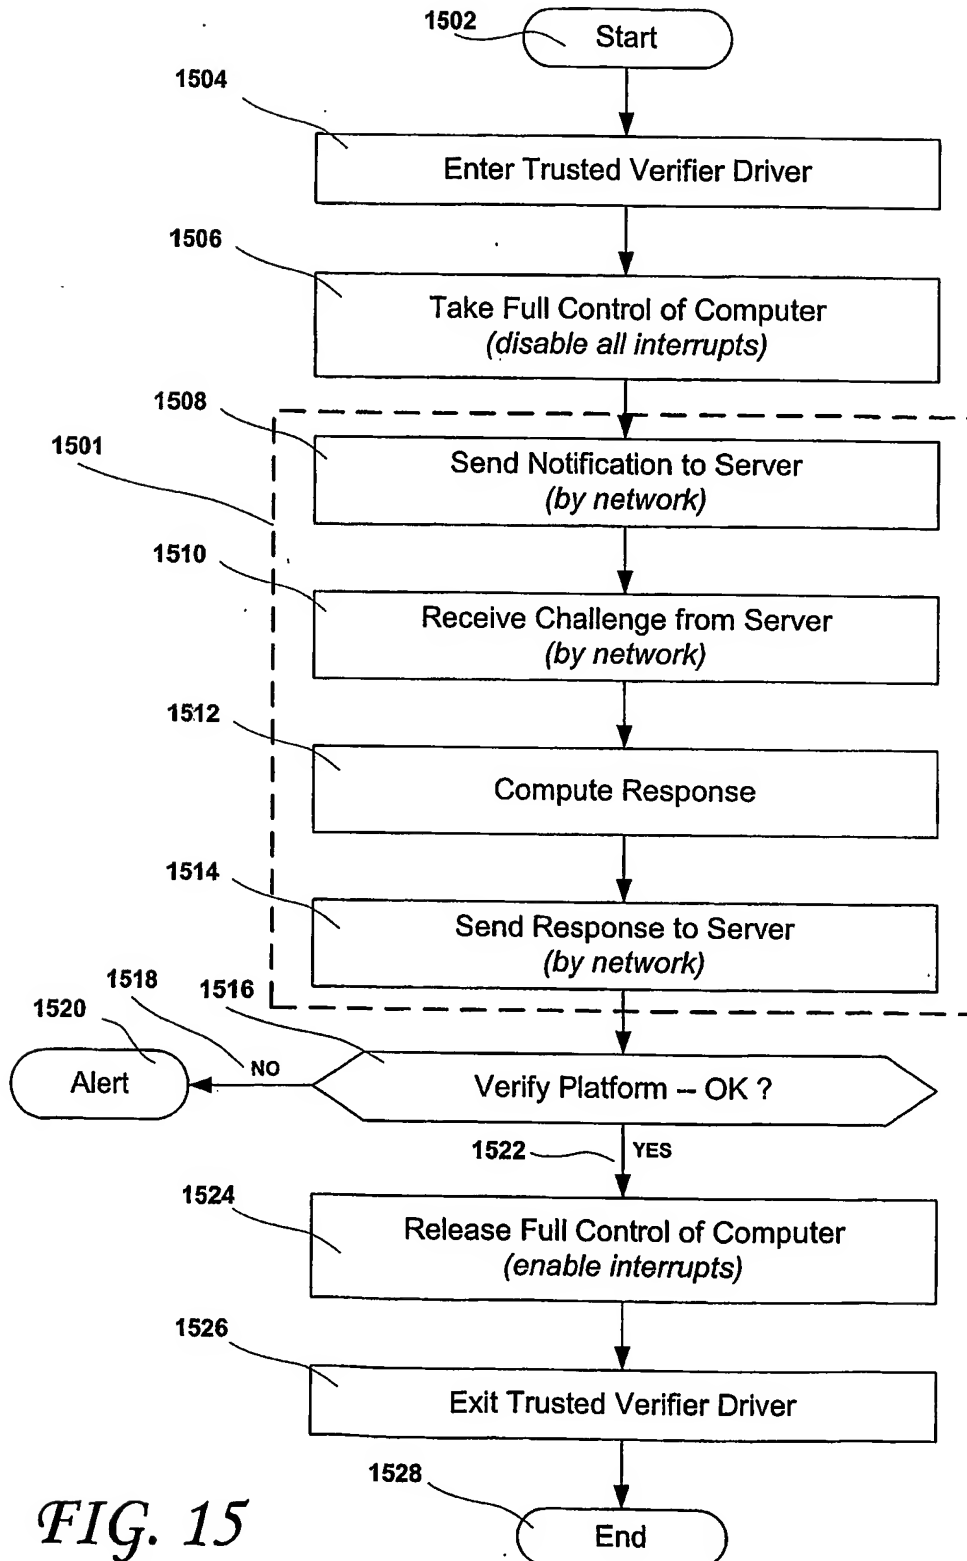 1502
Start
1504
Enter Trusted Verifier Driver
1506
Take Full Control of Computer
(disable all interrupts)
1508
1501
Send Notification to Server
(by network)
1510
Receive Challenge from Server
(by network)
1512
Compute Response
1514
Send Response to Server
(by network)
1518
1516
1520
Alert
NO
Verify Platform – OK ?
1522
YES
1524
Release Full Control of Computer
(enable interrupts)
1526
Exit Trusted Verifier Driver
1528
End
FIG. 15